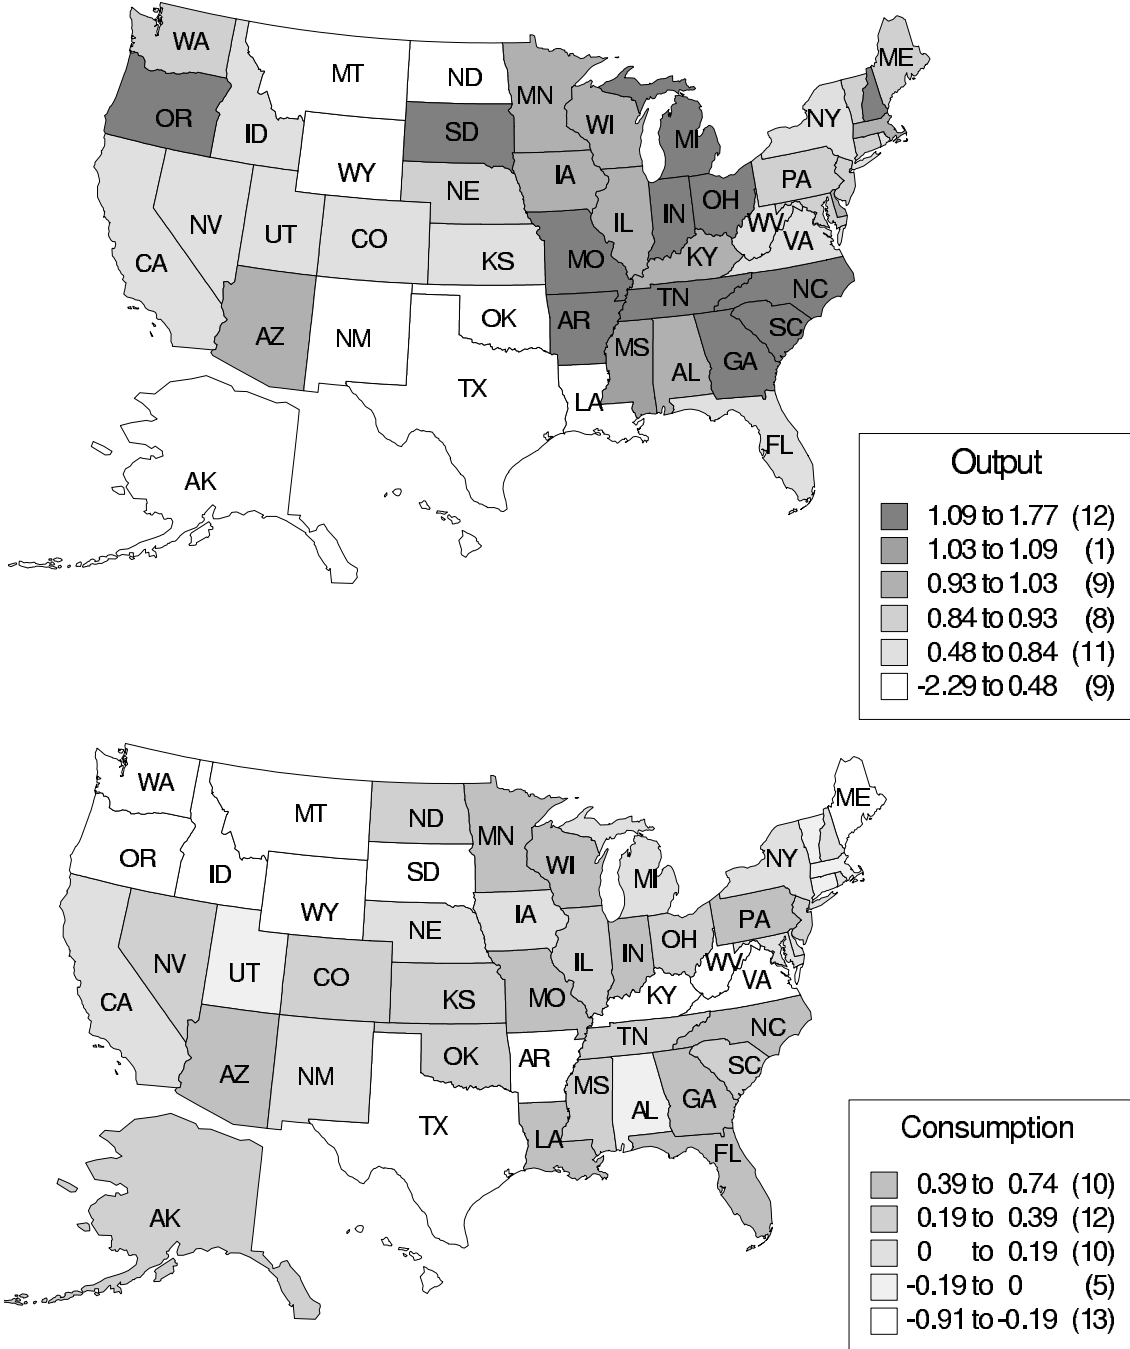 WA
ME
MT
ND
MN
OR
NY
WI
SD
ID
MI
WY
IA
PA
NE
OH
IN
NV
IL
WV
UT
CO
VA
KY
KS
MO
CA
NC
TN
OK
AR
SC
AZ
NM
MS
GA
AL
TX
LA
FL
AK
Output
1.09 to 1.77 (12)
1.03 to 1.09 (1)
0.93 to 1.03 (9)
0.84 to 0.93 (8)
0.48 to 0.84 (11)
-2.29 to 0.48 (9)
WA
ME
MT
ND
MN
OR
NY
WI
SD
ID
MI
WY
IA
PA
NE
OH
IN
NV
IL
WV
UT
CO
VA
KY
KS
MO
CA
NC
TN
OK
AR
SC
AZ
NM
MS
GA
AL
TX
LA
FL
AK
Consumption
0.39 to 0.74 (10)
0.19 to 0.39 (12)
0 to 0.19 (10)
-0.19 to 0 (5)
-0.91 to -0.19 (13)